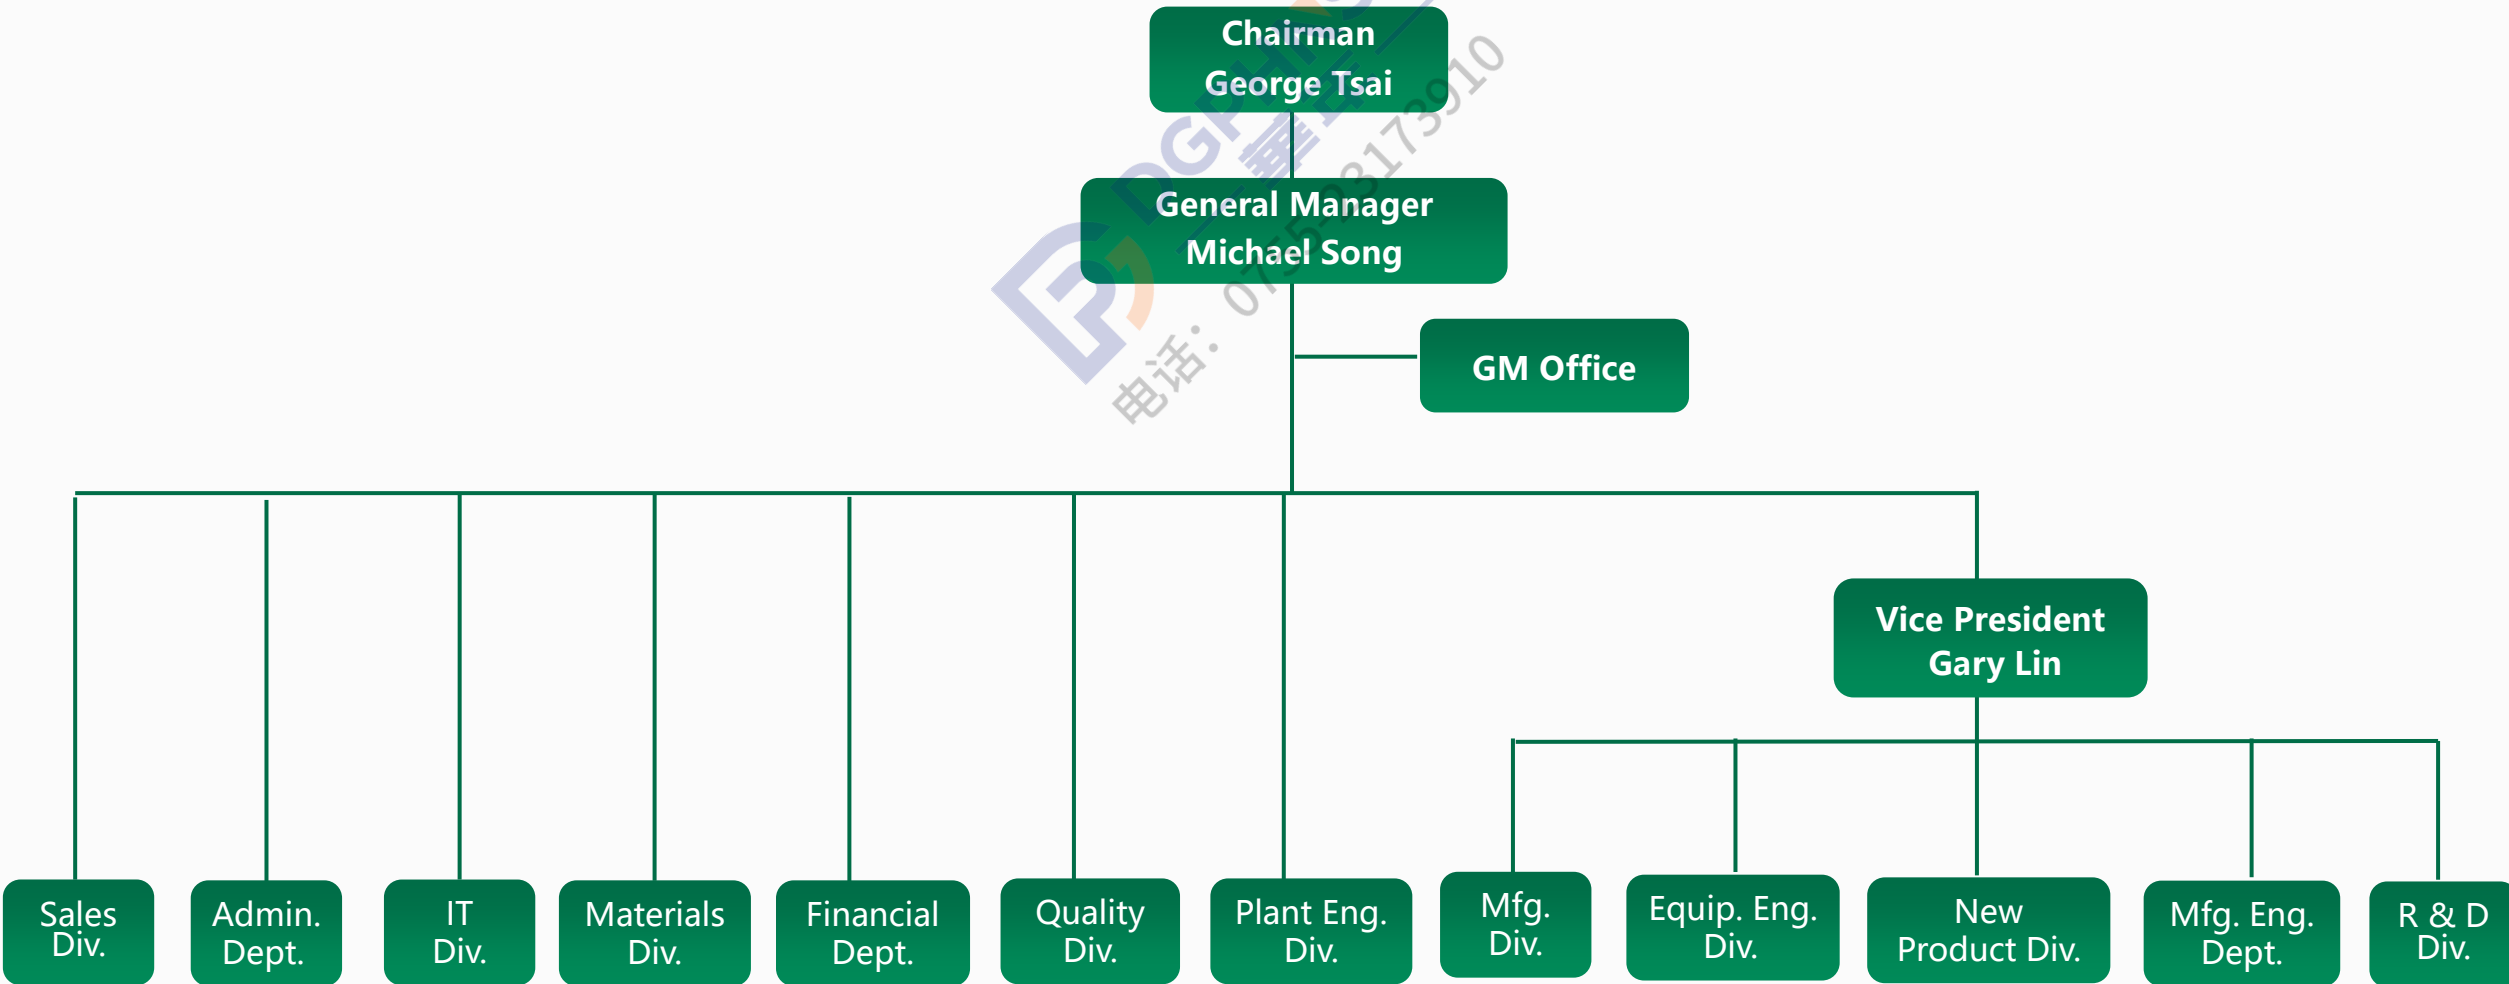 Chairman
George Tsai
General Manager
Michael Song
GM Office
Vice President
Gary Lin
Sales
Div.
Admin.
Dept.
IT
Div.
Materials
Div.
Financial
Dept.
Quality
Div.
Plant Eng.
Div.
Mfg.
Div.
Equip. Eng.
Div.
New
Product Div.
Mfg. Eng.
Dept.
R & D
Div.
电话：